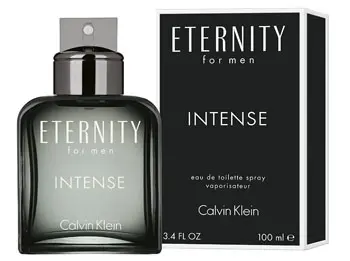 ETERNITY
for men
INTENSE
Calvin Klein
ETERNITY
for men
INTENSE
eau de toilette spray
vaporisateur
Calvin Klein
3.4 FL OZ 100 ml e